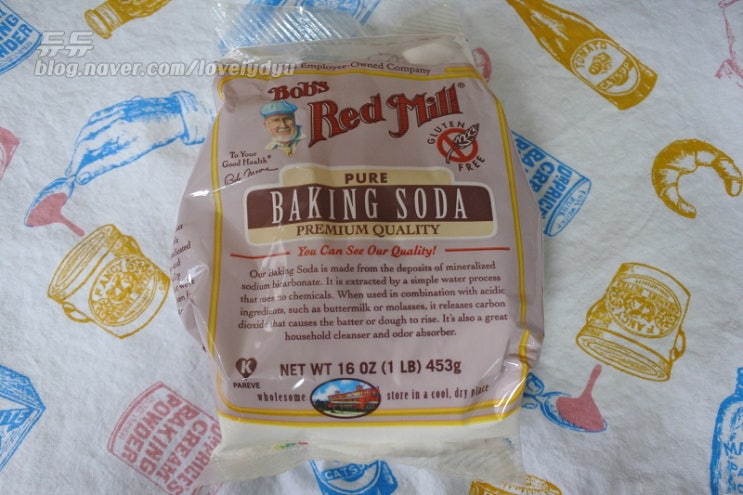 듀듀
blog.naver.com/lovelydyu
Employee-Owned Company
Bob's
Red Mill®
GLUTEN
FREE
To Your
Good Health®
Bob Moore
PURE
BAKING SODA
PREMIUM QUALITY
You Can See Our Quality!
Our Baking Soda is made from the deposits of mineralized
sodium bicarbonate. It is extracted by a simple water process
that uses no chemicals. When used in combination with acidic
ingredients, such as buttermilk or molasses, it releases carbon
dioxide that causes the batter or dough to rise. It's also a great
household cleanser and odor absorber.
K
PAREVE
NET WT 16 OZ (1 LB) 453g
wholesome
store in a cool, dry place
TOMATO
CATSUP
BAKING
POWDER